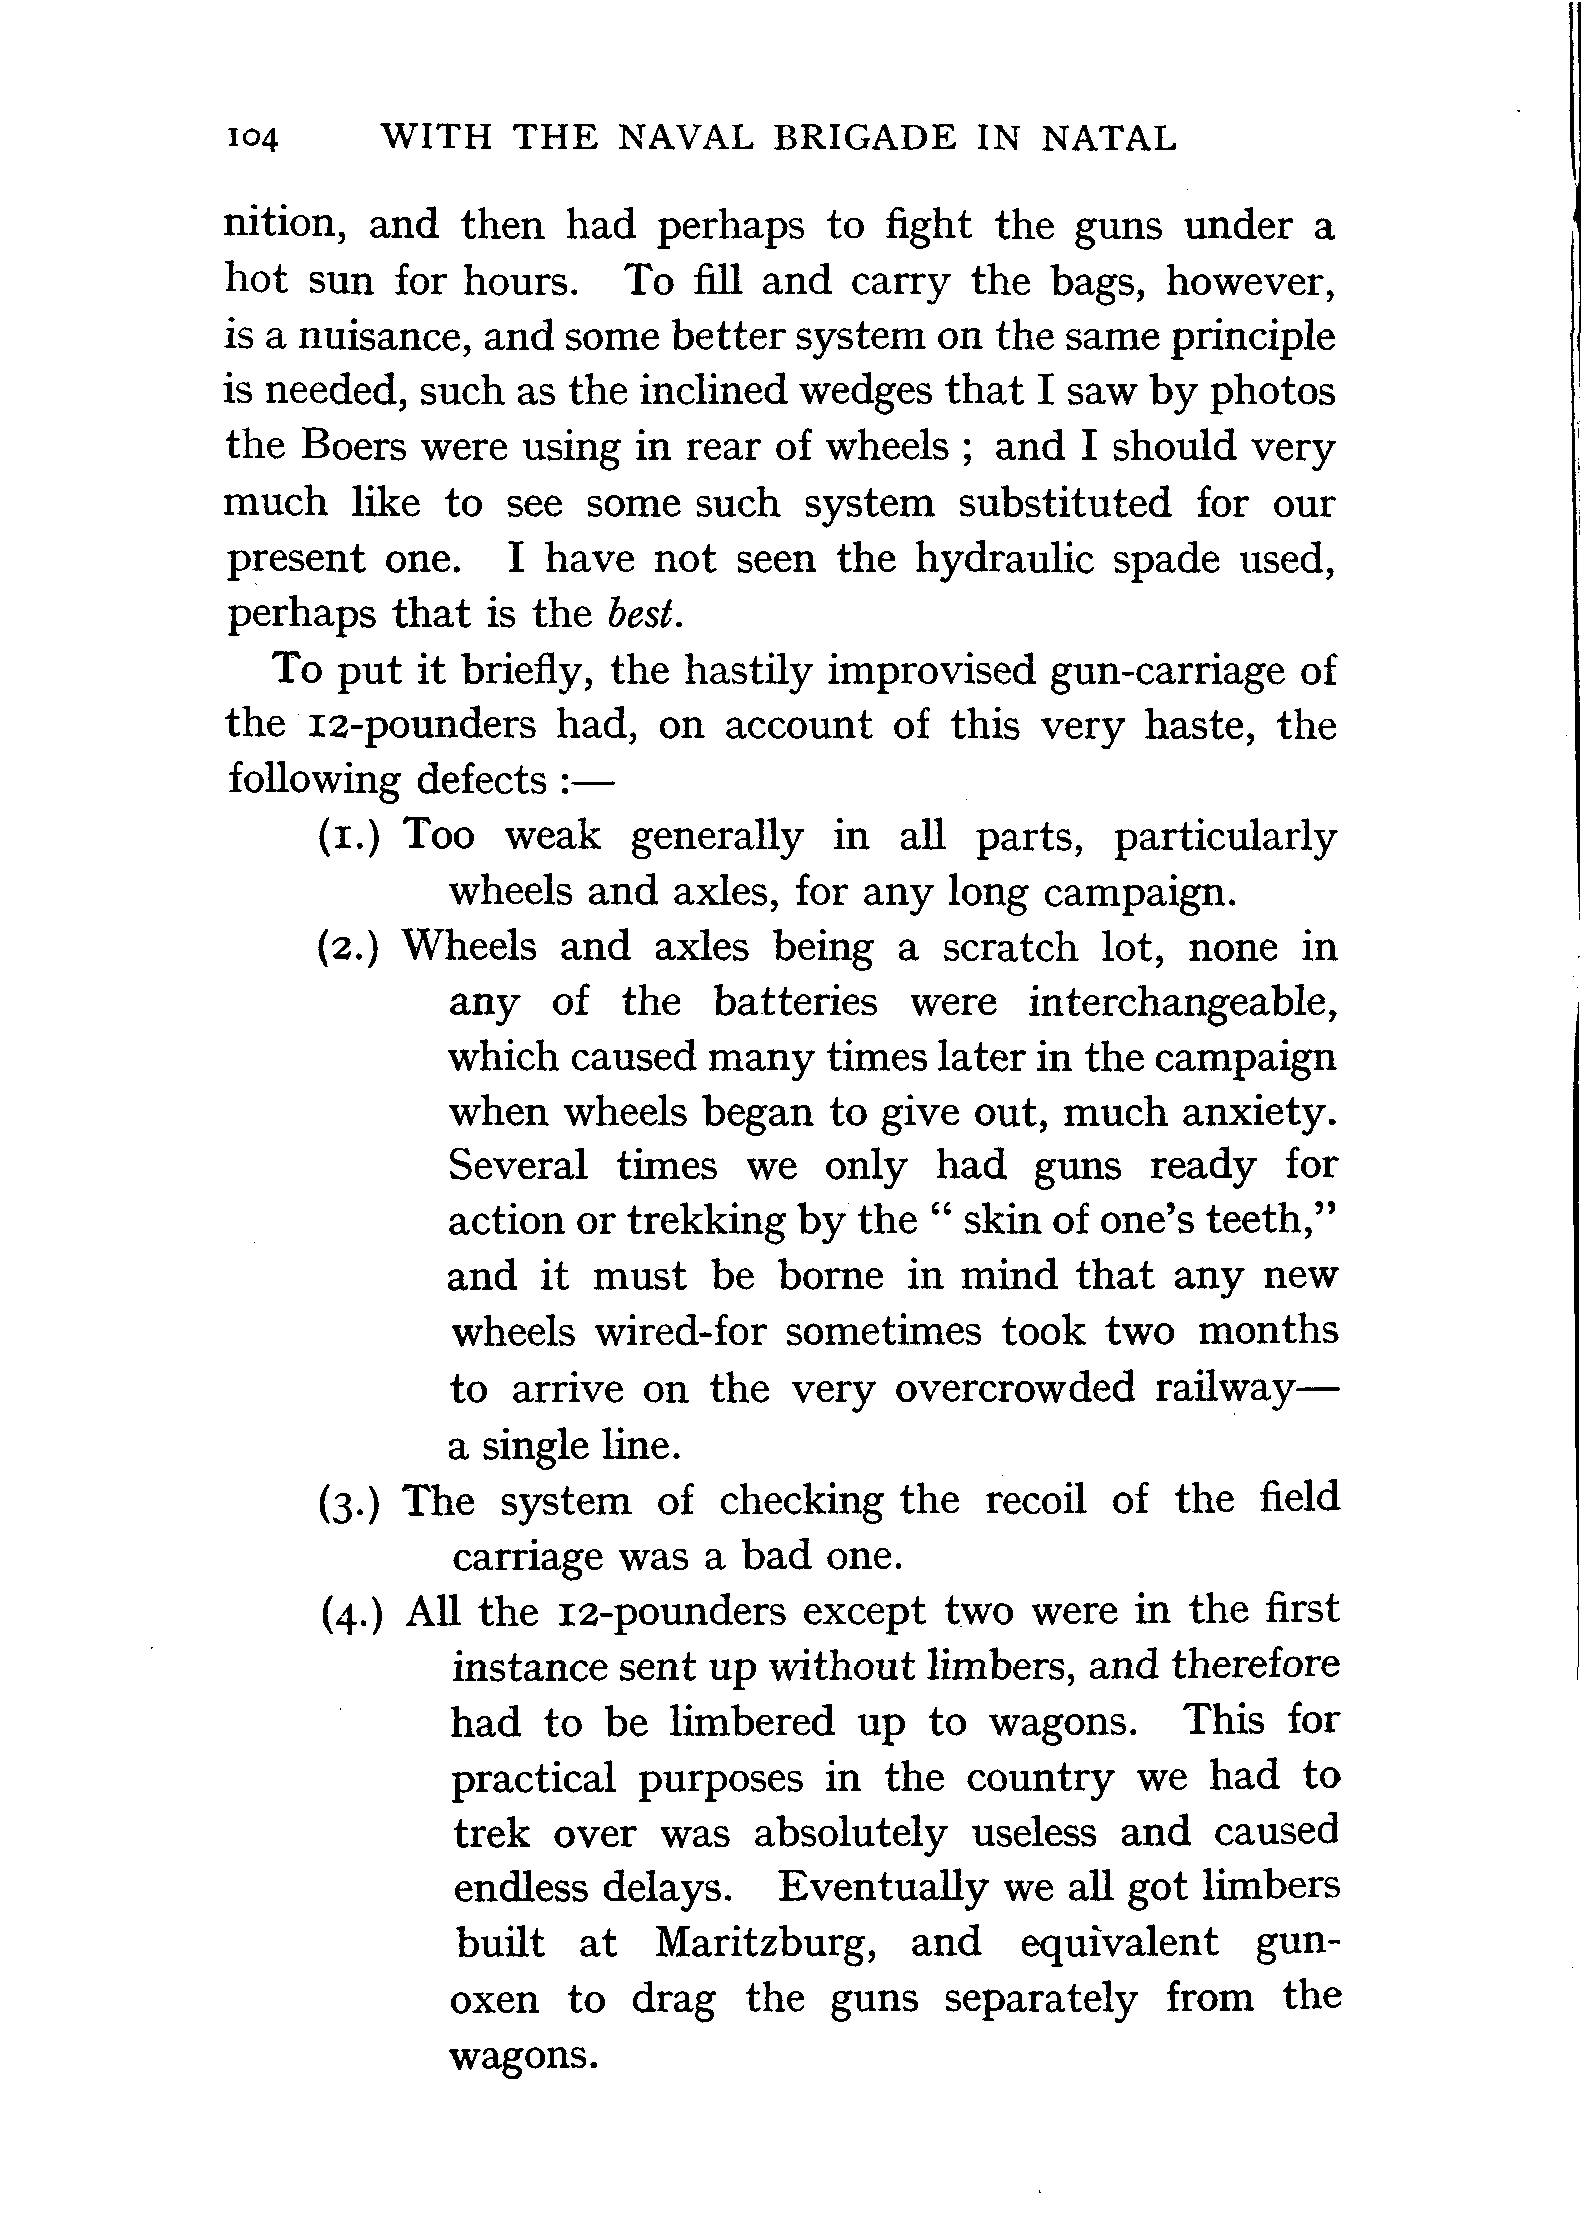 104 WITH THE NAVAL BRIGADE IN NATAL
nition, and then had perhaps to fight the guns under a
hot sun for hours. To fill and carry the bags, however,
is a nuisance, and some better system on the same principle
is needed, such as the inclined wedges that I saw by photos
the Boers were using in rear of wheels ; and I should very
much like to see some such system substituted for our
present one. I have not seen the hydraulic spade used,
perhaps that is the best.
To put it briefly, the hastily improvised gun-carriage of
the 12-pounders had, on account of this very haste, the
following defects :—
(1.) Too weak generally in all parts, particularly
wheels and axles, for any long campaign.
(2.) Wheels and axles being a scratch lot, none in
any of the batteries were interchangeable,
which caused many times later in the campaign
when wheels began to give out, much anxiety.
Several times we only had guns ready for
action or trekking by the “ skin of one’s teeth,”
and it must be borne in mind that any new
wheels wired-for sometimes took two months
to arrive on the very overcrowded railway—
a single line.
(3.) The system of checking the recoil of the field
carriage was a bad one.
(4.) All the 12-pounders except two were in the first
instance sent up without limbers, and therefore
had to be limbered up to wagons. This for
practical purposes in the country we had to
trek over was absolutely useless and caused
endless delays. Eventually we all got limbers
built at Maritzburg, and equivalent gun-
oxen to drag the guns separately from the
wagons.